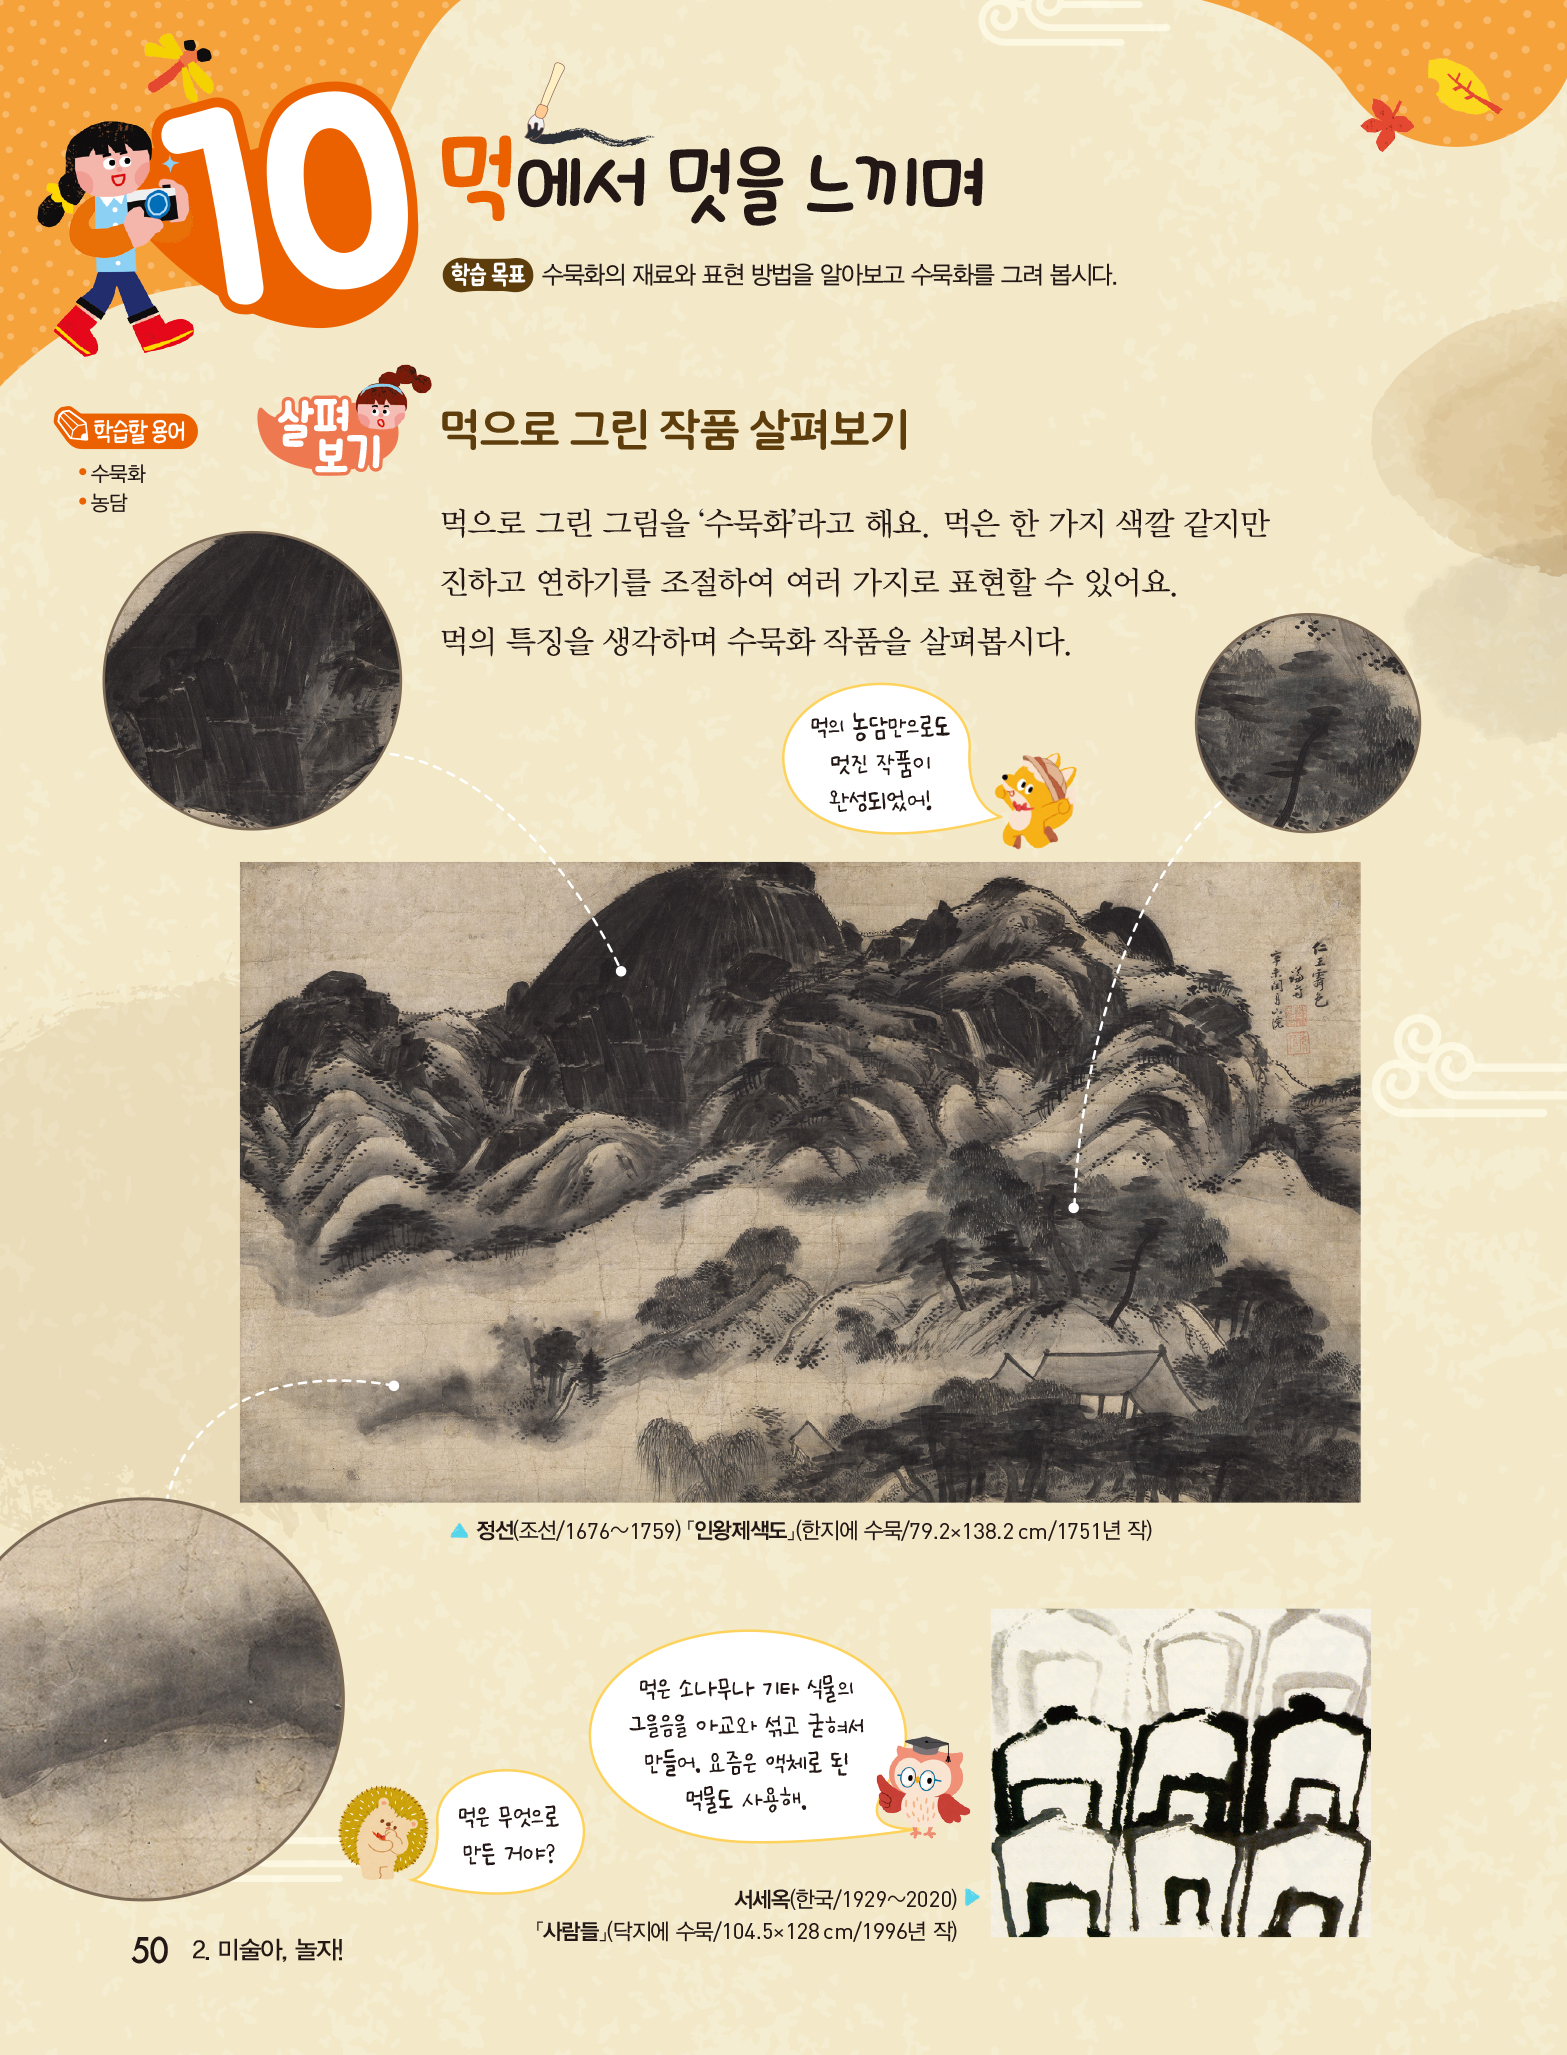 10
먹에서 멋을 느끼며
학습 목표 수묵화의 재료와 표현 방법을 알아보고 수묵화를 그려 봅시다.
학습할 용어
• 수묵화
• 농담
살펴
보기
먹으로 그린 작품 살펴보기
먹으로 그린 그림을 ‘수묵화’라고 해요. 먹은 한 가지 색깔 같지만
진하고 연하기를 조절하여 여러 가지로 표현할 수 있어요.
먹의 특징을 생각하며 수묵화 작품을 살펴봅시다.
먹의 농담만으로도
멋진 작품이
완성되었어!
仁王霽色
謙齋
辛未閏月下浣
▲ 정선(조선/1676～1759) 「인왕제색도」(한지에 수묵/79.2×138.2 cm/1751년 작)
먹은 무엇으로
만든 거야?
먹은 소나무나 기타 식물의
그을음을 아교와 섞고 굳혀서
만들어. 요즘은 액체로 된
먹물도 사용해.
서세옥(한국/1929～2020) ▶
「사람들」(닥지에 수묵/104.5×128 cm/1996년 작)
50 2. 미술아, 놀자!